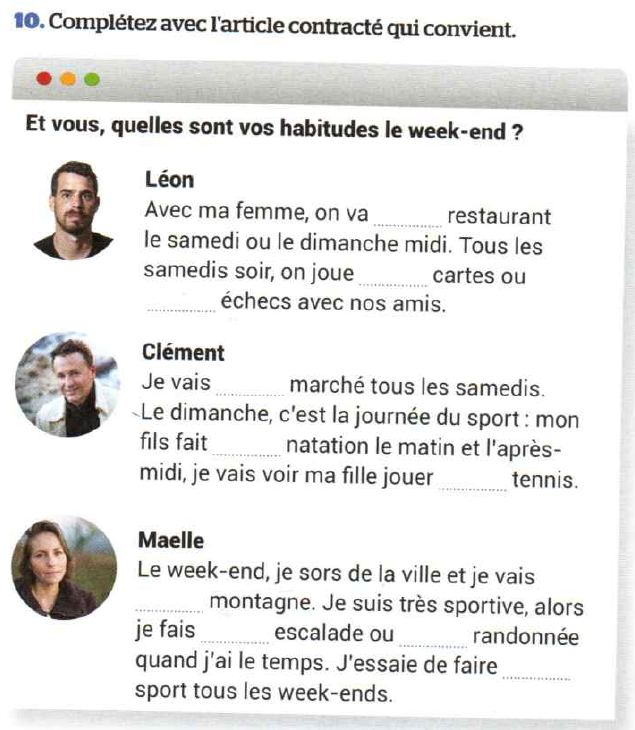 10. Complétez avec l'article contracté qui convient.
Et vous, quelles sont vos habitudes le week-end ?
Léon
Avec ma femme, on va ............ restaurant
le samedi ou le dimanche midi. Tous les
samedis soir, on joue ............ cartes ou
............ échecs avec nos amis.
Clément
Je vais ............ marché tous les samedis.
Le dimanche, c'est la journée du sport : mon
fils fait ............ natation le matin et l'après-
midi, je vais voir ma fille jouer ............ tennis.
Maelle
Le week-end, je sors de la ville et je vais
............ montagne. Je suis très sportive, alors
je fais ............ escalade ou ............ randonnée
quand j'ai le temps. J'essaie de faire ............
sport tous les week-ends.